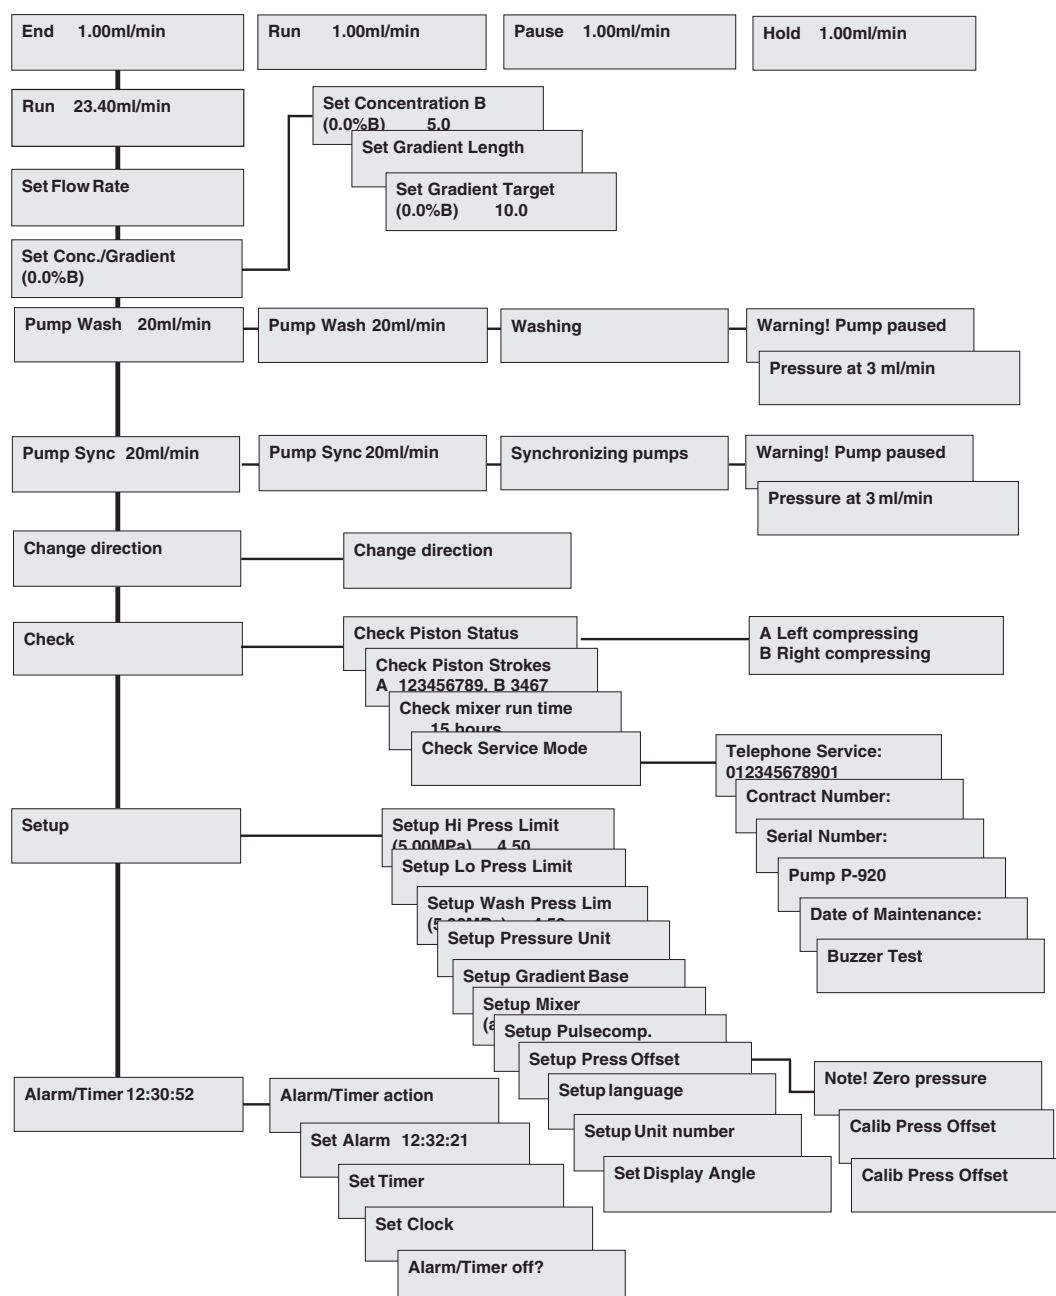 End 1.00ml/min
Run 1.00ml/min
Pause 1.00ml/min
Hold 1.00ml/min
Run 23.40ml/min
Set Concentration B
(0.0%B) 5.0
Set Gradient Length
Set Gradient Target
(0.0%B) 10.0
Set Flow Rate
Set Conc./Gradient
(0.0%B)
Pump Wash 20ml/min
Pump Wash 20ml/min
Washing
Warning! Pump paused
Pressure at 3 ml/min
Pump Sync 20ml/min
Pump Sync 20ml/min
Synchronizing pumps
Warning! Pump paused
Pressure at 3 ml/min
Change direction
Change direction
Check
Check Piston Status
A Left compressing
B Right compressing
Check Piston Strokes
A 123456789, B 3467
Check mixer run time
15 hours
Check Service Mode
Telephone Service:
012345678901
Contract Number:
Serial Number:
Pump P-920
Date of Maintenance:
Buzzer Test
Setup
Setup Hi Press Limit
(5.00MPa) 4.50
Setup Lo Press Limit
Setup Wash Press Lim
Setup Pressure Unit
Setup Gradient Base
Setup Mixer
Setup Pulsecomp.
Setup Press Offset
Note! Zero pressure
Calib Press Offset
Calib Press Offset
Setup language
Setup Unit number
Set Display Angle
Alarm/Timer 12:30:52
Alarm/Timer action
Set Alarm 12:32:21
Set Timer
Set Clock
Alarm/Timer off?